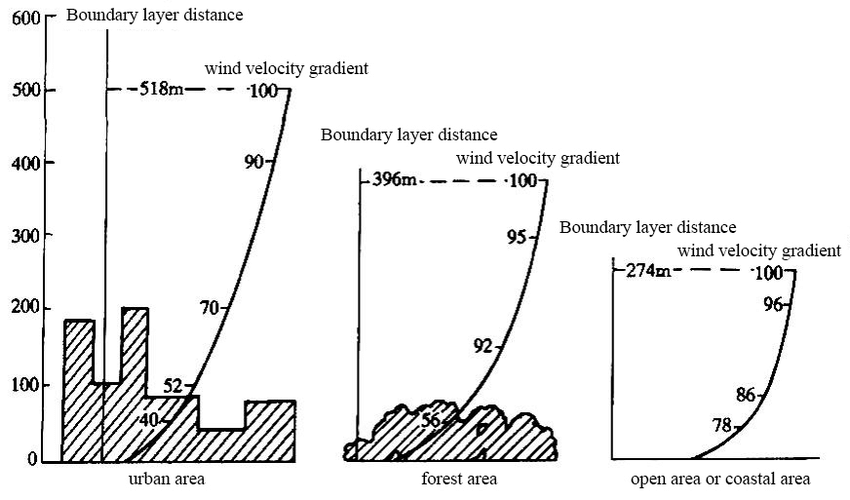 600
Boundary layer distance
wind velocity gradient
500
518m
100
400
90
300
200
70
100
52
40
0
urban area
Boundary layer distance
wind velocity gradient
396m
100
95
92
56
forest area
Boundary layer distance
wind velocity gradient
274m
100
96
86
78
open area or coastal area